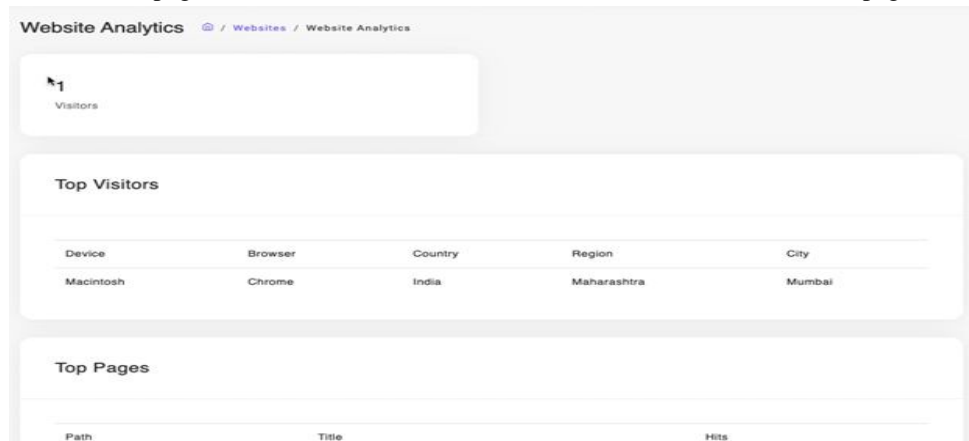 Website Analytics / Websites / Website Analytics
1
Visitors
Top Visitors
Device Browser Country Region City
Macintosh Chrome India Maharashtra Mumbai
Top Pages
Path Title Hits